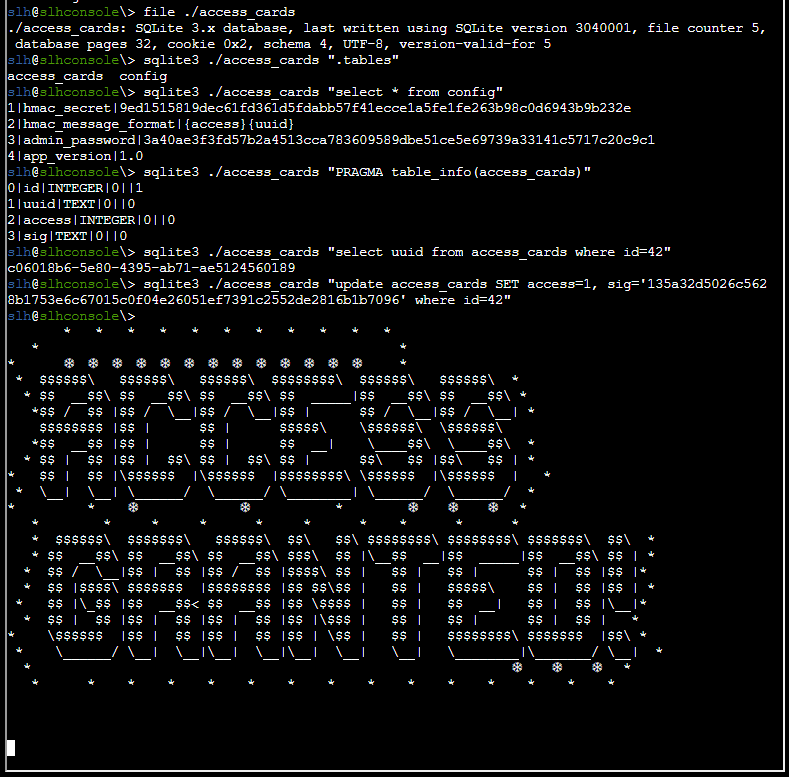 slh@slhconsole\> file ./access_cards
./access_cards: SQLite 3.x database, last written using SQLite version 3040001, file counter 5,
 database pages 32, cookie 0x2, schema 4, UTF-8, version-valid-for 5
slh@slhconsole\> sqlite3 ./access_cards ".tables"
access_cards  config
slh@slhconsole\> sqlite3 ./access_cards "select * from config"
1|hmac_secret|9ed1515819dec61fd361d5fdabb57f41ecce1a5fe1fe263b98c0d6943b9b232e
2|hmac_message_format|{access}{uuid}
3|admin_password|3a40ae3f3fd57b2a4513cca783609589dbe51ce5e69739a33141c5717c20c9c1
4|app_version|1.0
slh@slhconsole\> sqlite3 ./access_cards "PRAGMA table_info(access_cards)"
0|id|INTEGER|0||1
1|uuid|TEXT|0||0
2|access|INTEGER|0||0
3|sig|TEXT|0||0
slh@slhconsole\> sqlite3 ./access_cards "select uuid from access_cards where id=42"
c06018b6-5e80-4395-ab71-ae5124560189
slh@slhconsole\> sqlite3 ./access_cards "update access_cards SET access=1, sig='135a32d5026c562
8b1753e6c67015c0f04e26051ef7391c2552de2816b1b7096' where id=42"
slh@slhconsole\>
ACCESS
GRANTED!